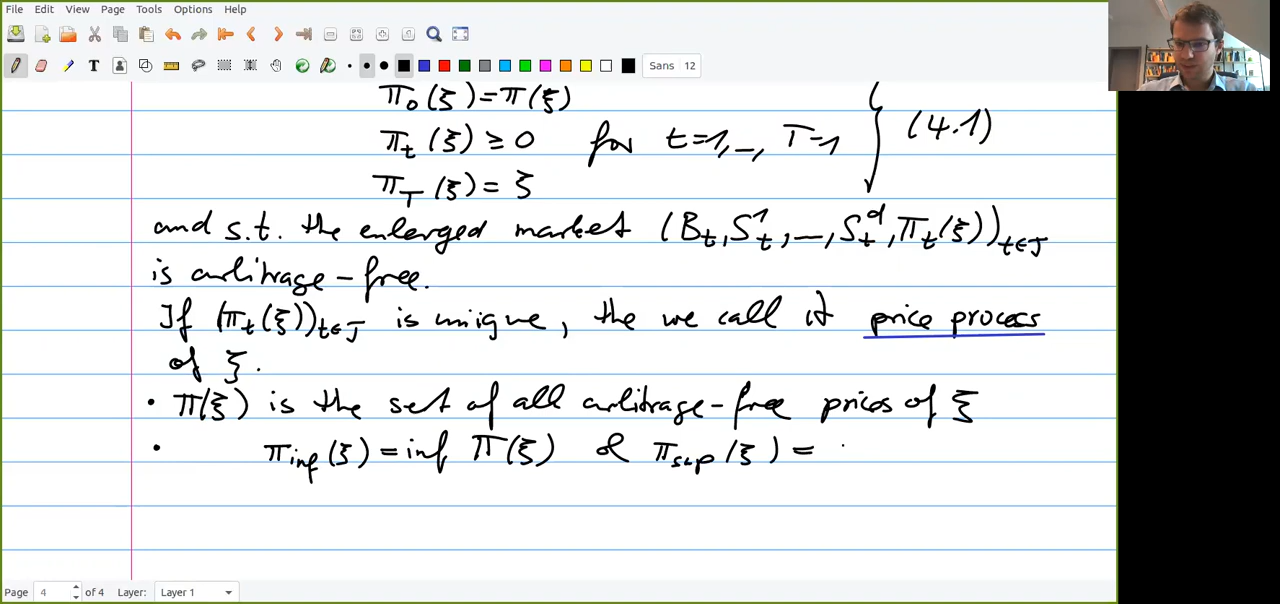 File Edit View Page Tools Options Help
Sans 12
π₀(ξ)=π(ξ)
π_t(ξ) ≥ 0 for t=1,…, T-1 } (4.1)
π_T(ξ) = ξ
and s.t. the enlarged market (B_t, S_t^1, …, S_t^d, π_t(ξ))_{t∈J}
is arbitrage-free.
If (π_t(ξ))_{t∈J} is unique, the we call it price process
of ξ.
• Π(ξ) is the set of all arbitrage-free prices of ξ
• π_inf(ξ) = inf Π(ξ) & π_sup(ξ) =
Page 4 of 4 Layer: Layer 1